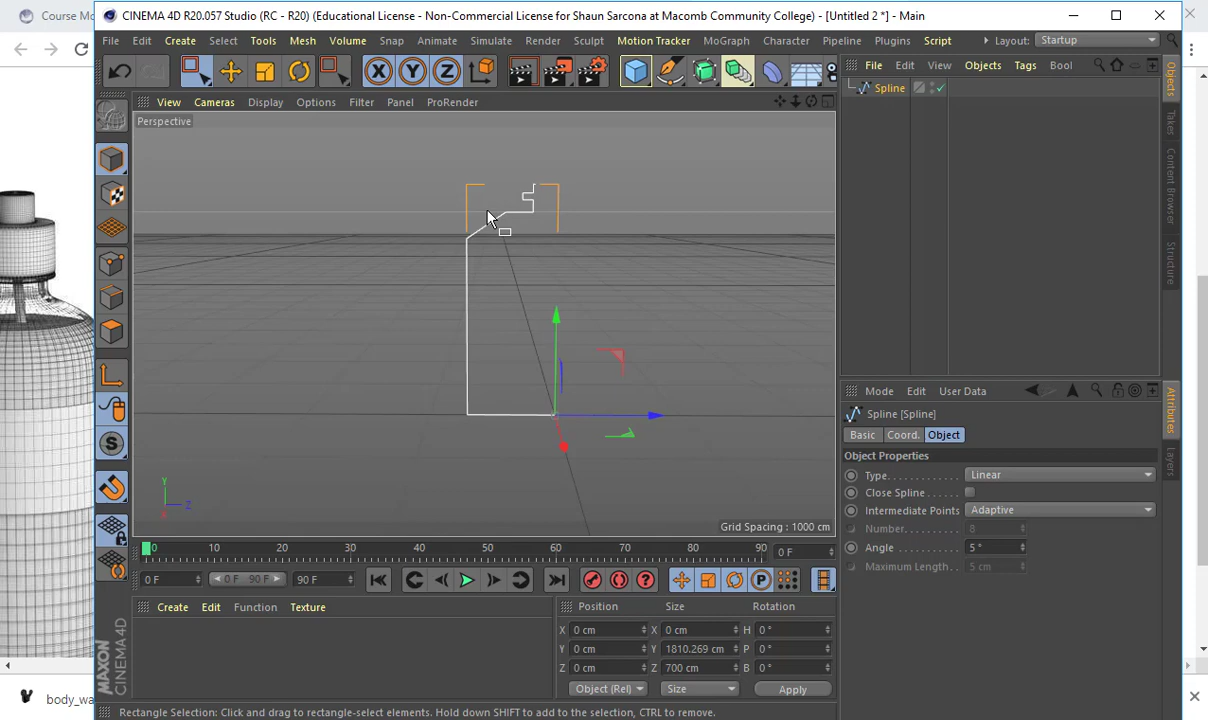 Course Mo
CINEMA 4D R20.057 Studio (RC - R20) (Educational License - Non-Commercial License for Shaun Sarcona at Macomb Community College) - [Untitled 2 *] - Main
File Edit Create Select Tools Mesh Volume Snap Animate Simulate Render Sculpt Motion Tracker MoGraph Character Pipeline Plugins Script Layout: Startup
X Y Z
File Edit View Objects Tags Bool
View Cameras Display Options Filter Panel ProRender
Spline
Perspective
Objects
Takes
Content Browser
Structure
Mode Edit User Data
Spline [Spline]
Basic Coord. Object
Object Properties
Type Linear
Close Spline
Intermediate Points Adaptive
Number 8
Angle 5 °
Maximum Length 5 cm
Attributes
Layers
Y
Z
X
Grid Spacing : 1000 cm
0 10 20 30 40 50 60 70 80 90 0 F
0 F 0 F 90 F 90 F
Create Edit Function Texture
Position Size Rotation
X 0 cm X 0 cm H 0 °
Y 0 cm Y 1810.269 cm P 0 °
Z 0 cm Z 700 cm B 0 °
Object (Rel) Size Apply
MAXON CINEMA 4D
body_wa
Rectangle Selection: Click and drag to rectangle-select elements. Hold down SHIFT to add to the selection, CTRL to remove.